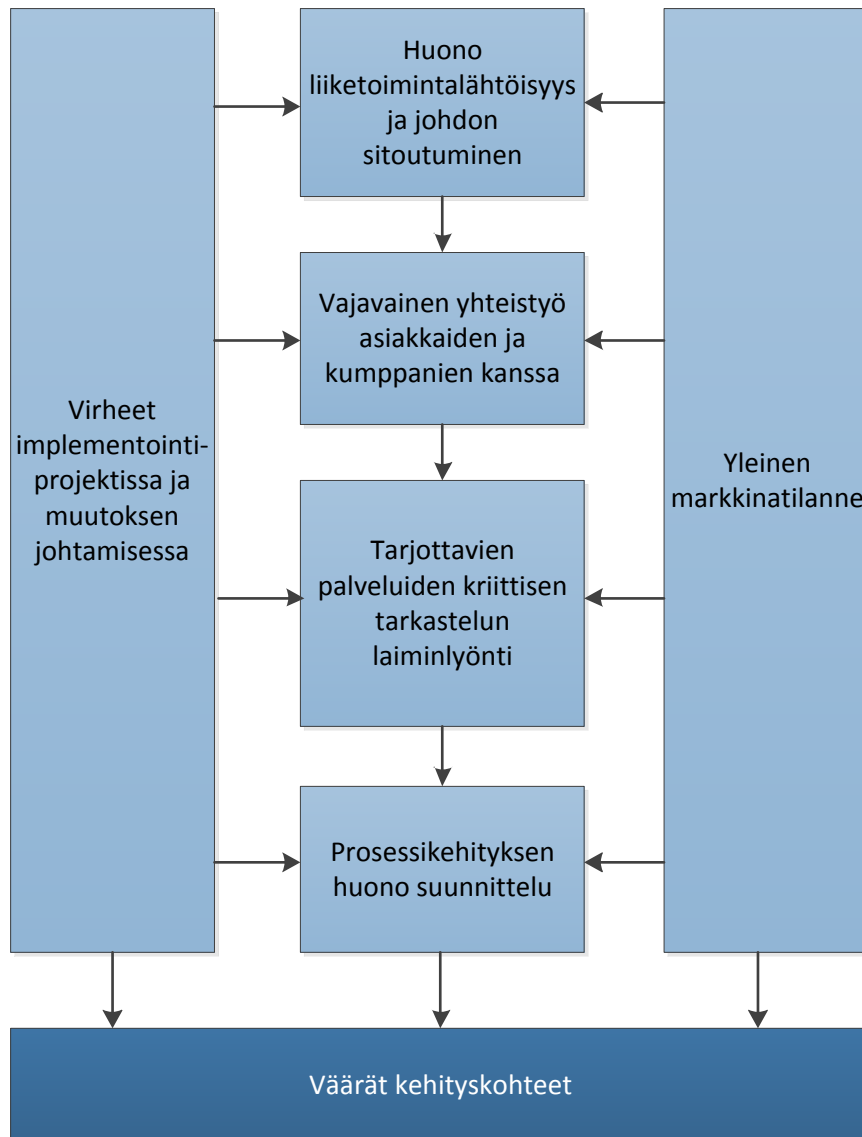 Huono
liiketoimintalähtöisyys
ja johdon
sitoutuminen
Vajavainen yhteistyö
asiakkaiden ja
kumppanien kanssa
Virheet
implementointi-
projektissa ja
muutoksen
johtamisessa
Yleinen
markkinatilanne
Tarjottavien
palveluiden kriittisen
tarkastelun
laiminlyönti
Prosessikehityksen
huono suunnittelu
Väärät kehityskohteet